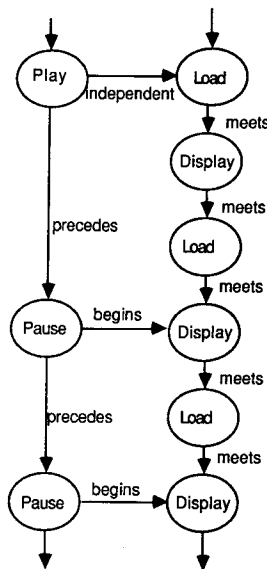 Play
Load
independent
meets
Display
meets
precedes
Load
meets
begins
Pause
Display
meets
precedes
Load
meets
begins
Pause
Display